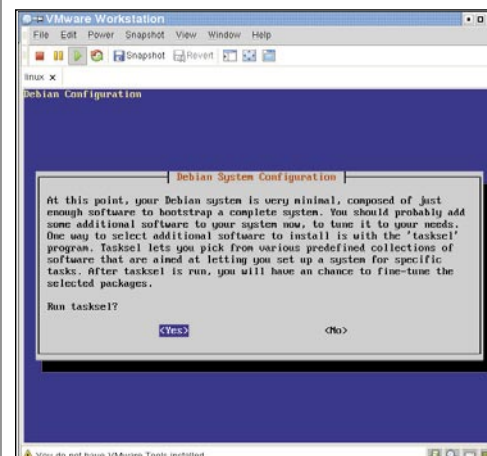 VMware Workstation
File Edit Power Snapshot View Window Help
Snapshot Revert
linux x
Debian Configuration
Debian System Configuration
At this point, your Debian system is very minimal, composed of just
enough software to bootstrap a complete system. You should probably add
some additional software to your system now, to tune it to your needs.
One way to select additional software to install is with the 'tasksel'
program. Tasksel lets you pick from various predefined collections of
software that are aimed at letting you set up a system for specific
tasks. After tasksel is run, you will have an chance to fine-tune the
selected packages.
Run tasksel?
<Yes> <No>
You do not have VMware Tools installed